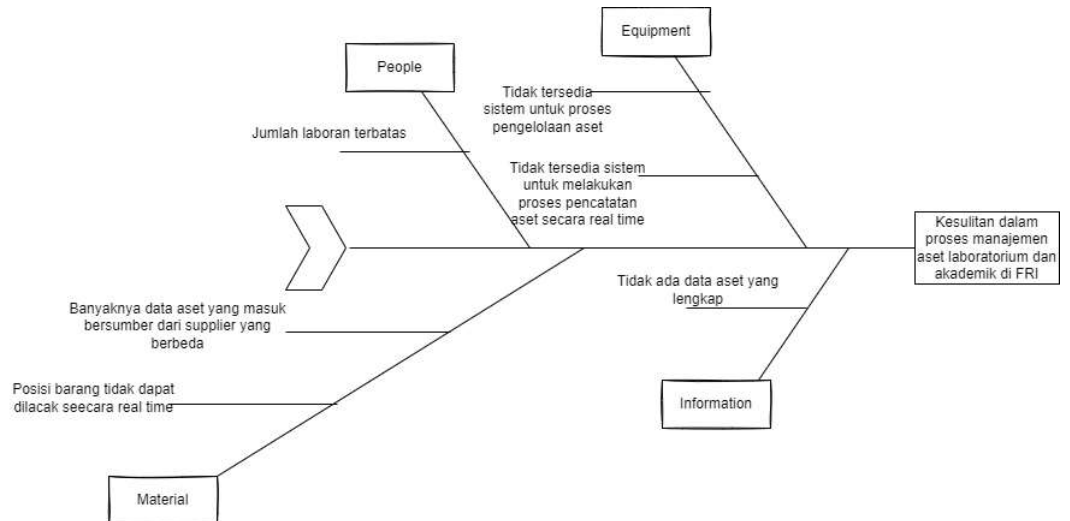 Equipment
People
Tidak tersedia
sistem untuk proses
pengelolaan aset
Jumlah laboran terbatas
Tidak tersedia sistem
untuk melakukan
proses pencatatan
aset secara real time
Kesulitan dalam
proses manajemen
aset laboratorium dan
akademik di FRI
Tidak ada data aset yang
lengkap
Banyaknya data aset yang masuk
bersumber dari supplier yang
berbeda
Posisi barang tidak dapat
dilacak seecara real time
Information
Material